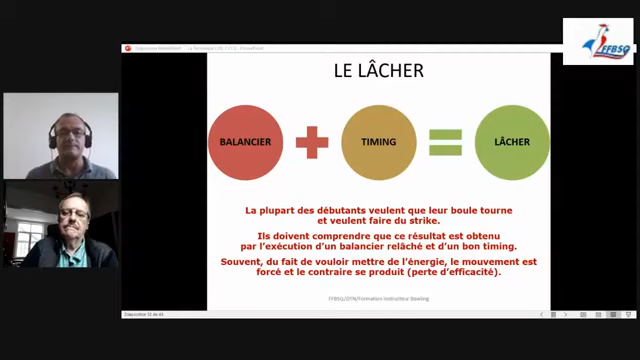 FFBSQ
LE LÂCHER
BALANCIER
TIMING
LÂCHER
La plupart des débutants veulent que leur boule tourne
et veulent faire du strike.
Ils doivent comprendre que ce résultat est obtenu
par l'exécution d'un balancier relâché et d'un bon timing.
Souvent, du fait de vouloir mettre de l'énergie, le mouvement est
forcé et le contraire se produit (perte d'efficacité).
FFBSQ/DTN/Formation Instructeur Bowling